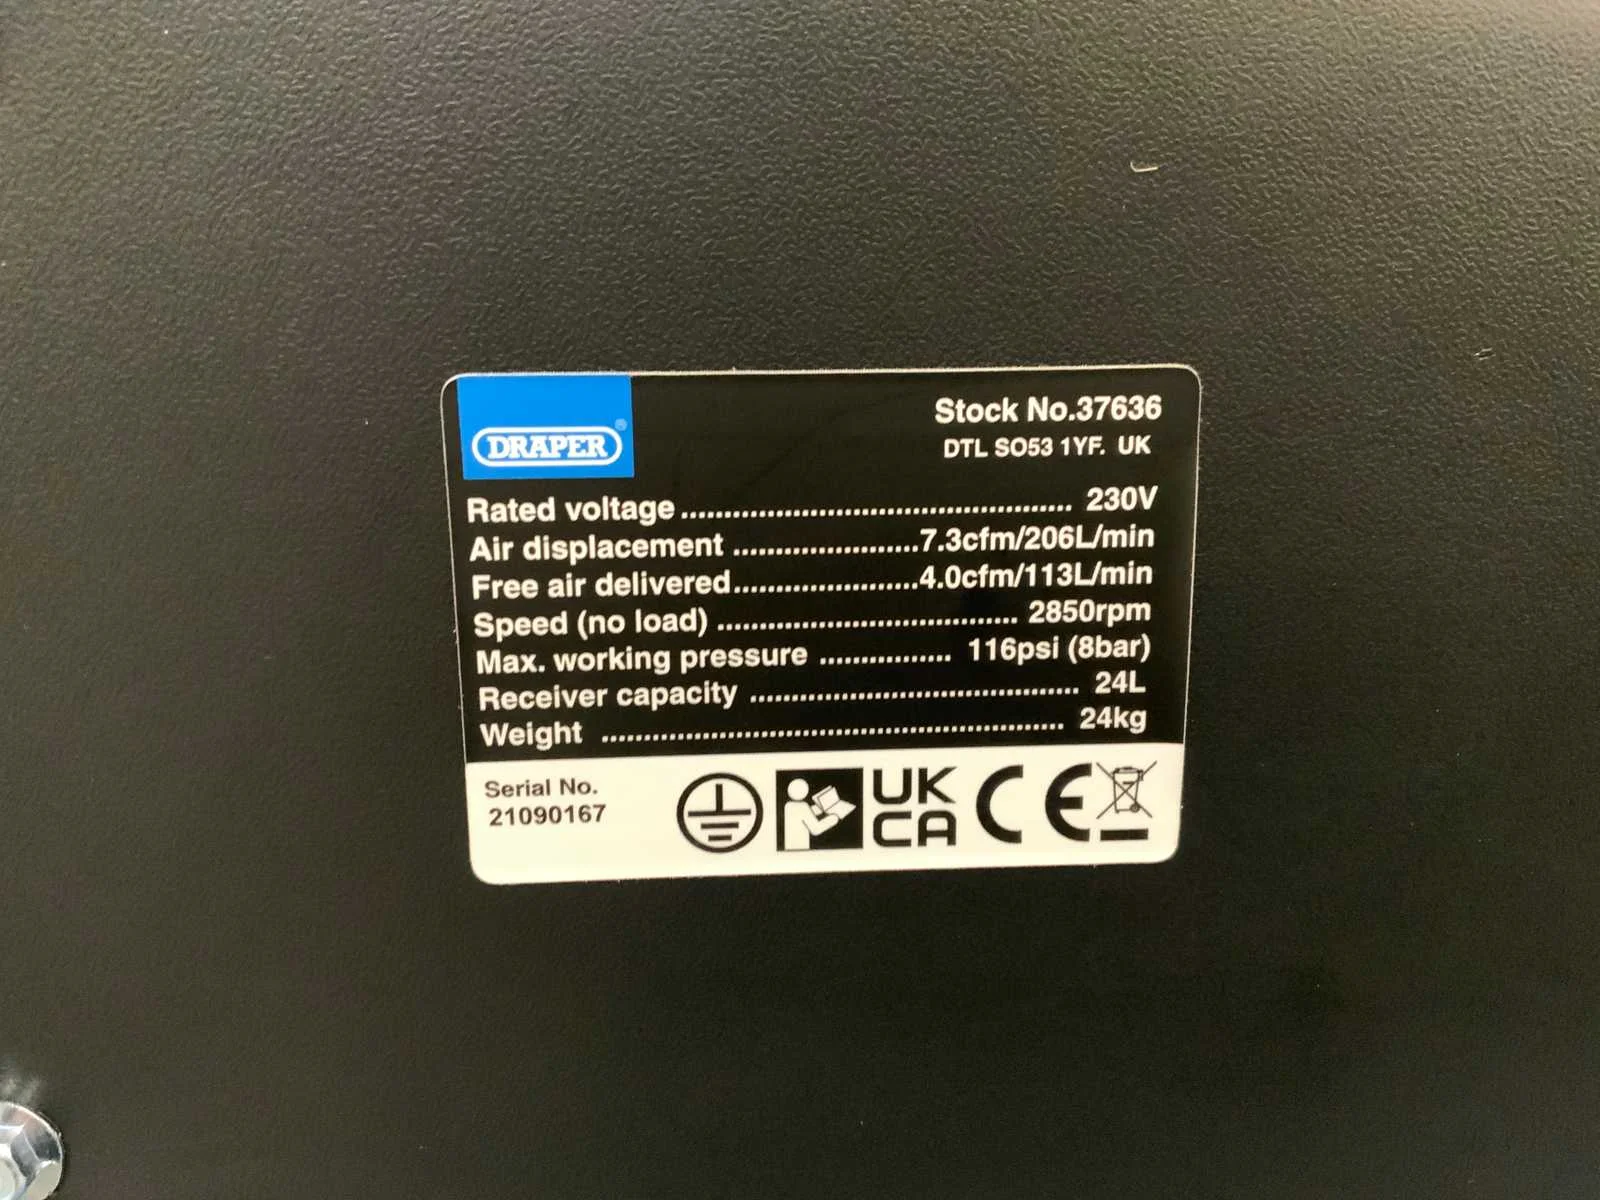 DRAPER®
Stock No.37636
DTL SO53 1YF. UK
Rated voltage ............................................. 230V
Air displacement ......................7.3cfm/206L/min
Free air delivered......................4.0cfm/113L/min
Speed (no load) .................................... 2850rpm
Max. working pressure ................ 116psi (8bar)
Receiver capacity ....................................... 24L
Weight ...................................................... 24kg
Serial No.
21090167
UK
CA
CE